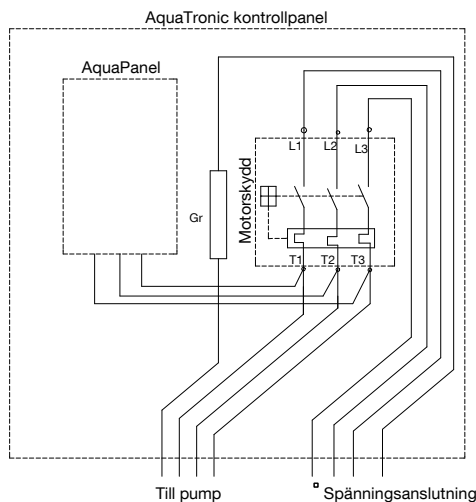 AquaTronic kontrollpanel
AquaPanel
L1 L2 L3
Motorskydd
Gr
T1 T2 T3
Till pump
Spänningsanslutning